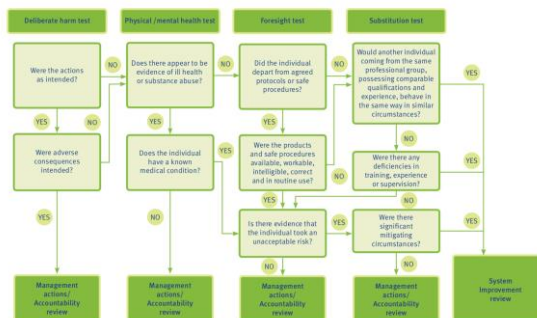 Deliberate harm test
Physical /mental health test
Foresight test
Substitution test
Were the actions
as intended?
NO
Does there appear to be
evidence of ill health
or substance abuse?
NO
Did the individual
depart from agreed
protocols or safe
procedures?
NO
Would another individual
coming from the same
professional group,
possessing comparable
qualifications and
experience, behave in
the same way in similar
circumstances?
YES
YES
NO
YES
YES
NO
Were adverse
consequences
intended?
Does the individual
have a known
medical condition?
YES
Were the products
and safe procedures
available, workable,
intelligible, correct
and in routine use?
NO
Were there any
deficiencies in
training, experience
or supervision?
YES
YES
NO
YES
NO
Is there evidence that
the individual took an
unacceptable risk?
YES
Were there
significant
mitigating
circumstances?
YES
NO
NO
Management
actions/
Accountability
review
Management
actions/
Accountability
review
Management
actions/
Accountability
review
Management
actions/
Accountability
review
System
Improvement
review